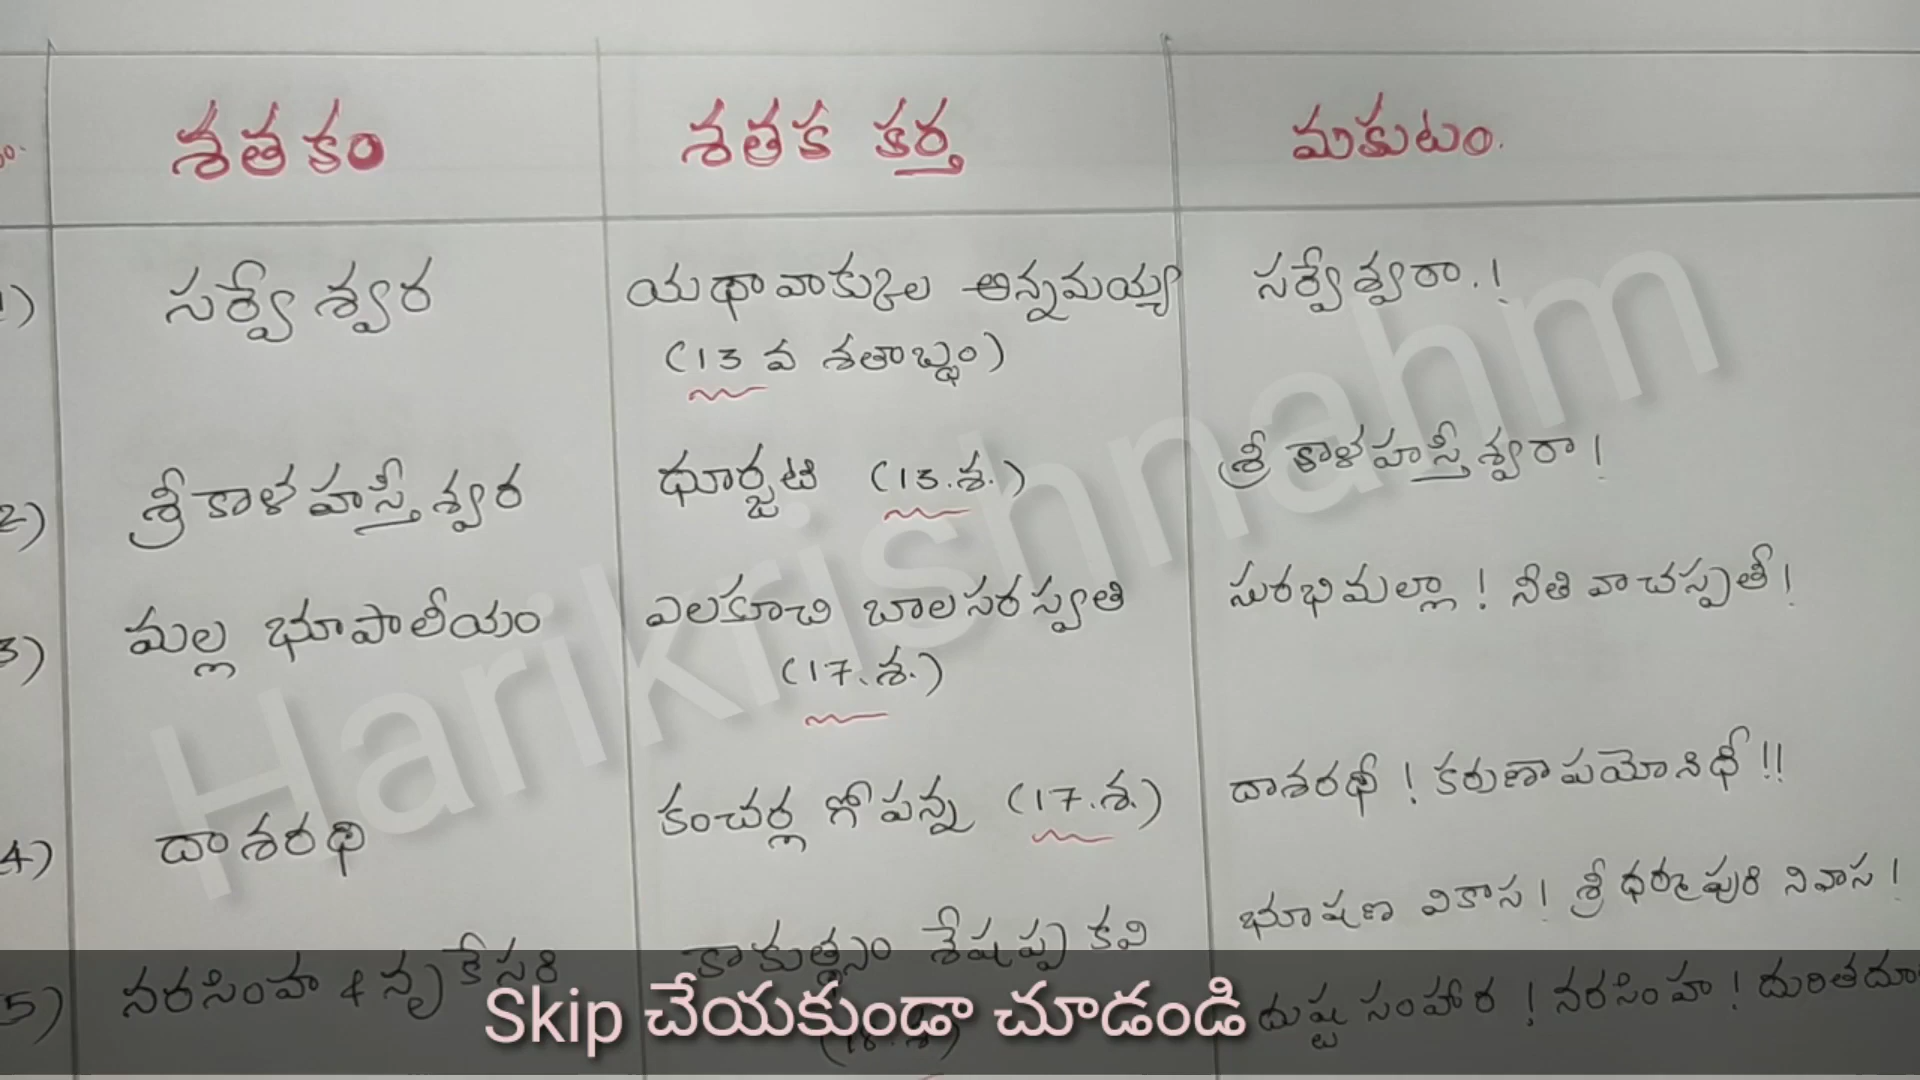 శతకం శతక కర్త మకుటం.
1) సర్వేశ్వర యథావాక్కుల అన్నమయ్య సర్వేశ్వరా.!
(13 వ శతాబ్దం)
2) శ్రీకాళహస్తీశ్వర ధూర్జటి (13.శ.) శ్రీ కాళహస్తీశ్వరా!
3) మల్ల భూపాలీయం ఎలకూచి బాలసరస్వతి సురభిమల్లా! నీతి వాచస్పతీ!
(17.శ.)
4) దాశరథి కంచర్ల గోపన్న (17.శ.) దాశరథీ! కరుణాపయోనిధీ!!
5) నరసింహ & నృకేసరి కాకుత్థ్సం శేషప్ప కవి భూషణ వికాస! శ్రీ ధర్మపురి నివాస!
(18.శ) దుష్ట సంహార! నరసింహ! దురితదూ
Skip చేయకుండా చూడండి
Harikrishnahm